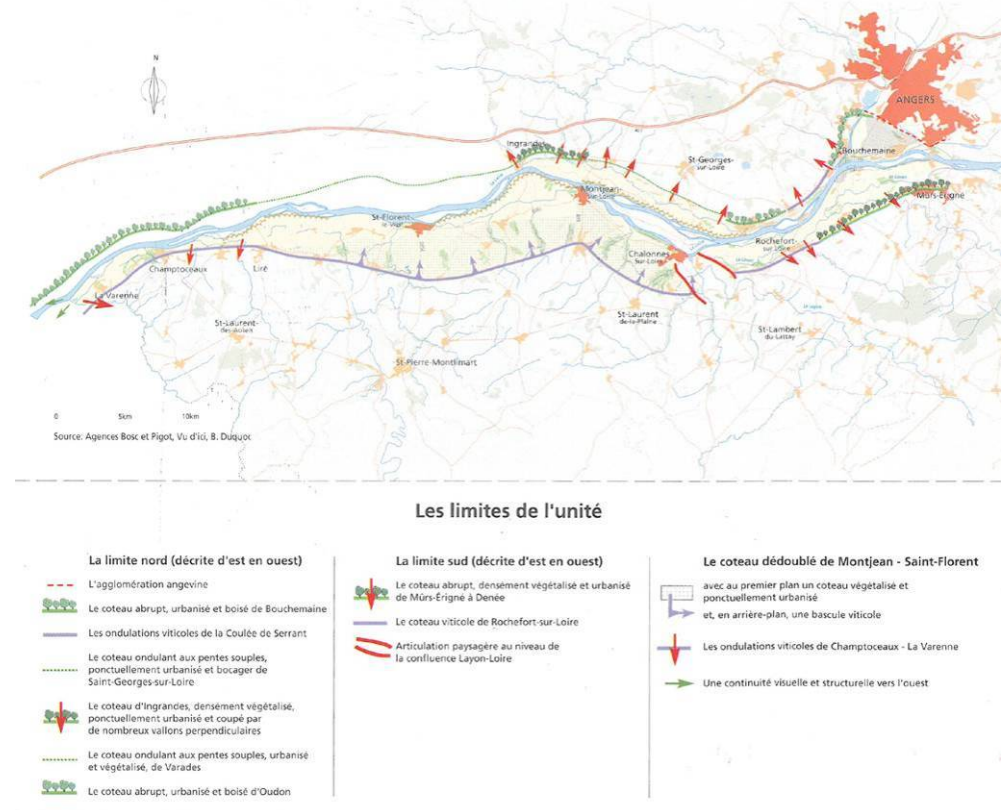 N
ANGERS
Ingrandes
St-Georges-
sur-Loire
Bouchemaine
Montjean-
sur-Loire
Mûrs-Erigné
St-Florent
le Vieil
Rochefort-
sur Loire
Chalonnes
Sur-Loire
Champtoceaux
Liré
La Varenne
St-Laurent-
des-Autels
St-Laurent
de-la-Plaine
St-Lambert
du-Lattay
St-Pierre-Montlimart
0 5km 10km
Source: Agences Bosc et Pigot, Vu d'ici, B. Duquoc
Les limites de l'unité
La limite nord (décrite d'est en ouest)
L'agglomération angevine
Le coteau abrupt, urbanisé et boisé de Bouchemaine
Les ondulations viticoles de la Coulée de Serrant
Le coteau ondulant aux pentes souples,
ponctuellement urbanisé et bocager de
Saint-Georges-sur-Loire
Le coteau d'Ingrandes, densément végétalisé,
ponctuellement urbanisé et coupé par
de nombreux vallons perpendiculaires
Le coteau ondulant aux pentes souples, urbanisé
et végétalisé, de Varades
Le coteau abrupt, urbanisé et boisé d'Oudon
La limite sud (décrite d'est en ouest)
Le coteau abrupt, densément végétalisé et urbanisé
de Mûrs-Érigné à Denée
Le coteau viticole de Rochefort-sur-Loire
Articulation paysagère au niveau de
la confluence Layon-Loire
Le coteau dédoublé de Montjean - Saint-Florent
avec au premier plan un coteau végétalisé et
ponctuellement urbanisé
et, en arrière-plan, une bascule viticole
Les ondulations viticoles de Champtoceaux - La Varenne
Une continuité visuelle et structurelle vers l'ouest